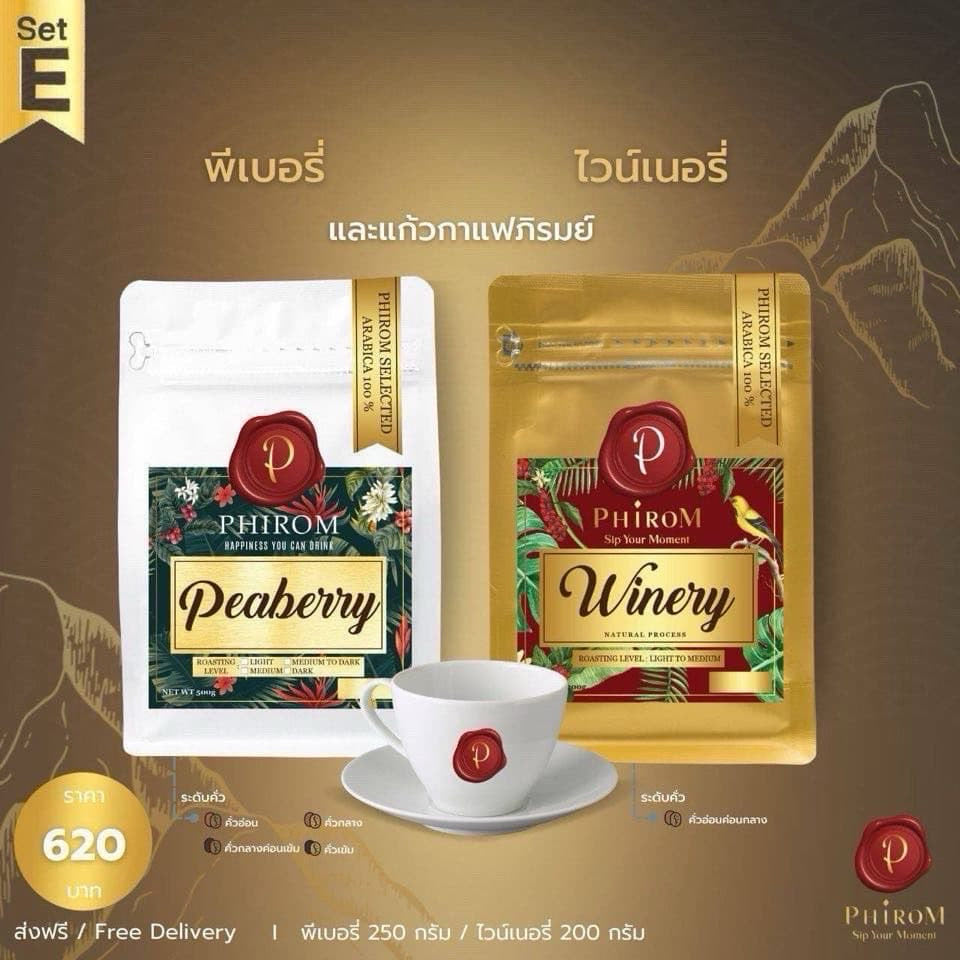 Set
E
พีเบอรี่
ไวน์เนอรี่
และแก้วกาแฟภิรมย์
PHIROM SELECTED
ARABICA 100 %
P
PHIROM
HAPPINESS YOU CAN DRINK
Peaberry
ROASTING LEVEL
LIGHT
MEDIUM TO DARK
MEDIUM
DARK
NET WT 500g
PHIROM SELECTED
ARABICA 100 %
P
PHIROM
Sip Your Moment
Winery
NATURAL PROCESS
ROASTING LEVEL : LIGHT TO MEDIUM
P
ระดับคั่ว
คั่วอ่อน
คั่วกลาง
คั่วกลางค่อนเข้ม
คั่วเข้ม
ระดับคั่ว
คั่วอ่อนค่อนกลาง
ราคา
620
บาท
P
PHIROM
Sip Your Moment
ส่งฟรี / Free Delivery I พีเบอรี่ 250 กรัม / ไวน์เนอรี่ 200 กรัม